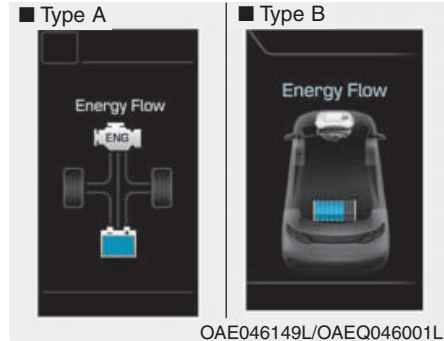 ■ Type A
■ Type B
Energy Flow
ENG
Energy Flow
OAE046149L/OAEQ046001L